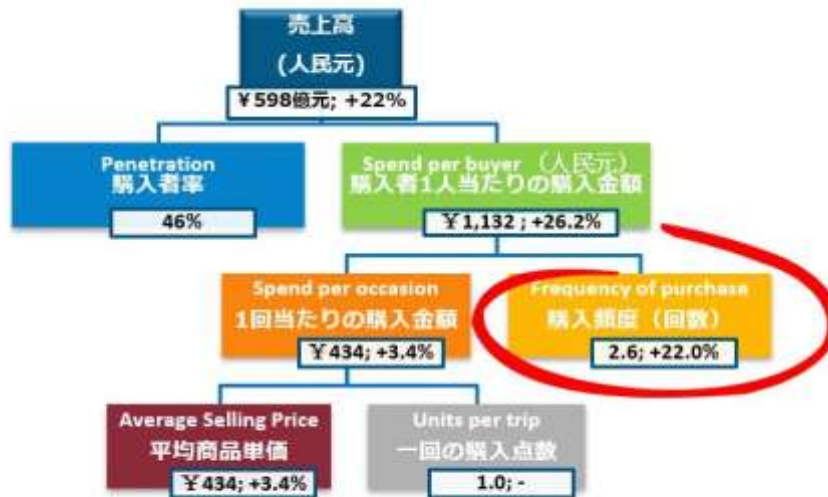 売上高
(人民元)
¥598億元; +22%
Penetration
購入者率
46%
Spend per buyer （人民元）
購入者1人当たりの購入金額
¥1,132 ; +26.2%
Spend per occasion
1回当たりの購入金額
¥434; +3.4%
Frequency of purchase
購入頻度（回数）
2.6; +22.0%
Average Selling Price
平均商品単価
¥434; +3.4%
Units per trip
一回の購入点数
1.0; -